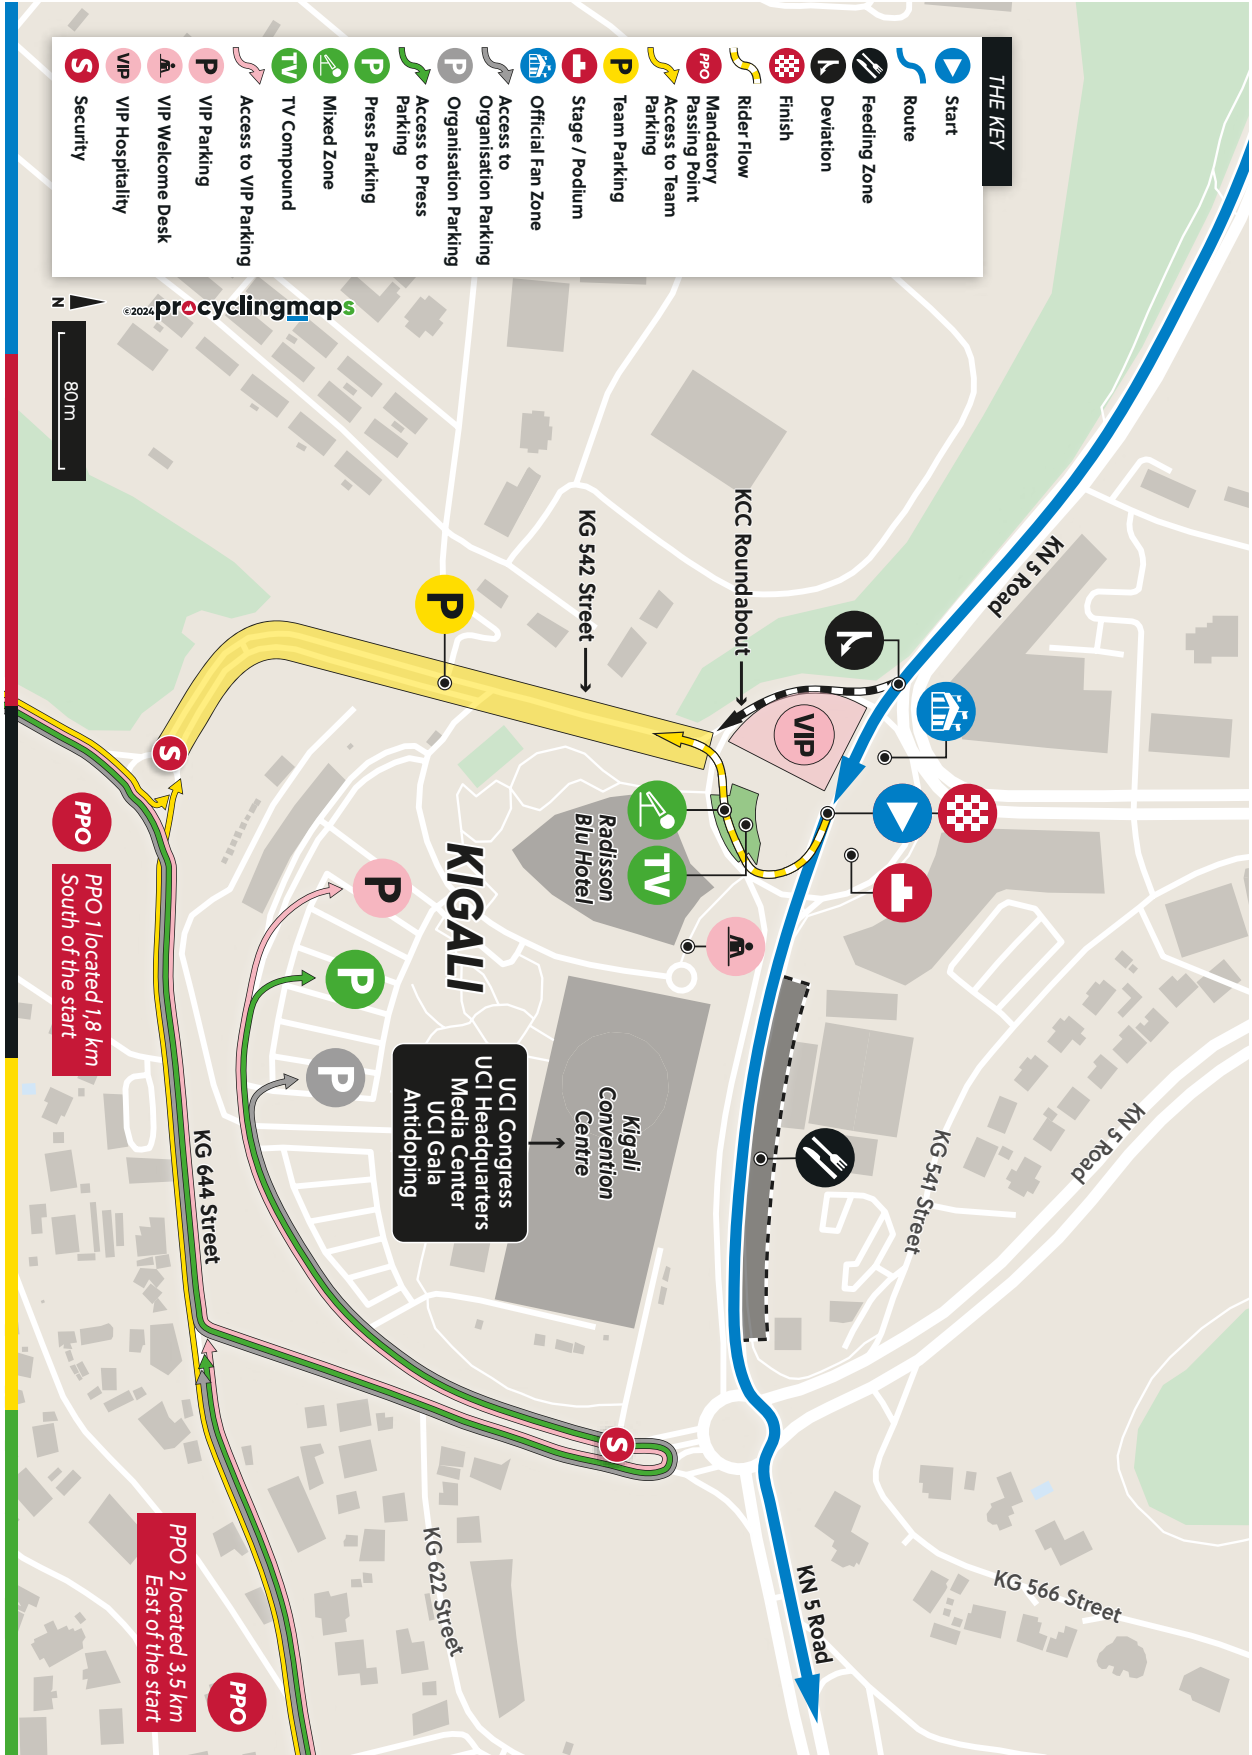 THE KEY
Start
Route
Feeding Zone
Deviation
Finish
Rider Flow
PPO
Mandatory
Passing Point
Access to Team
Parking
P
Team Parking
Stage / Podium
Official Fan Zone
Access to
Organisation Parking
P
Organisation Parking
Access to Press
Parking
P
Press Parking
Mixed Zone
TV
TV Compound
Access to VIP Parking
P
VIP Parking
VIP Welcome Desk
VIP
VIP Hospitality
S
Security
©2024 procyclingmaps
N
80 m
KN 5 Road
KCC Roundabout
KG 542 Street
VIP
P
TV
Radisson
Blu Hotel
KIGALI
P
P
P
Kigali
Convention
Centre
UCI Congress
UCI Headquarters
Media Center
UCI Gala
Antidoping
KN 5 Road
KG 541 Street
KG 644 Street
S
S
PPO
PPO 1 located 1,8 km
South of the start
KG 566 Street
KN 5 Road
KG 622 Street
PPO 2 located 3,5 km
East of the start
PPO